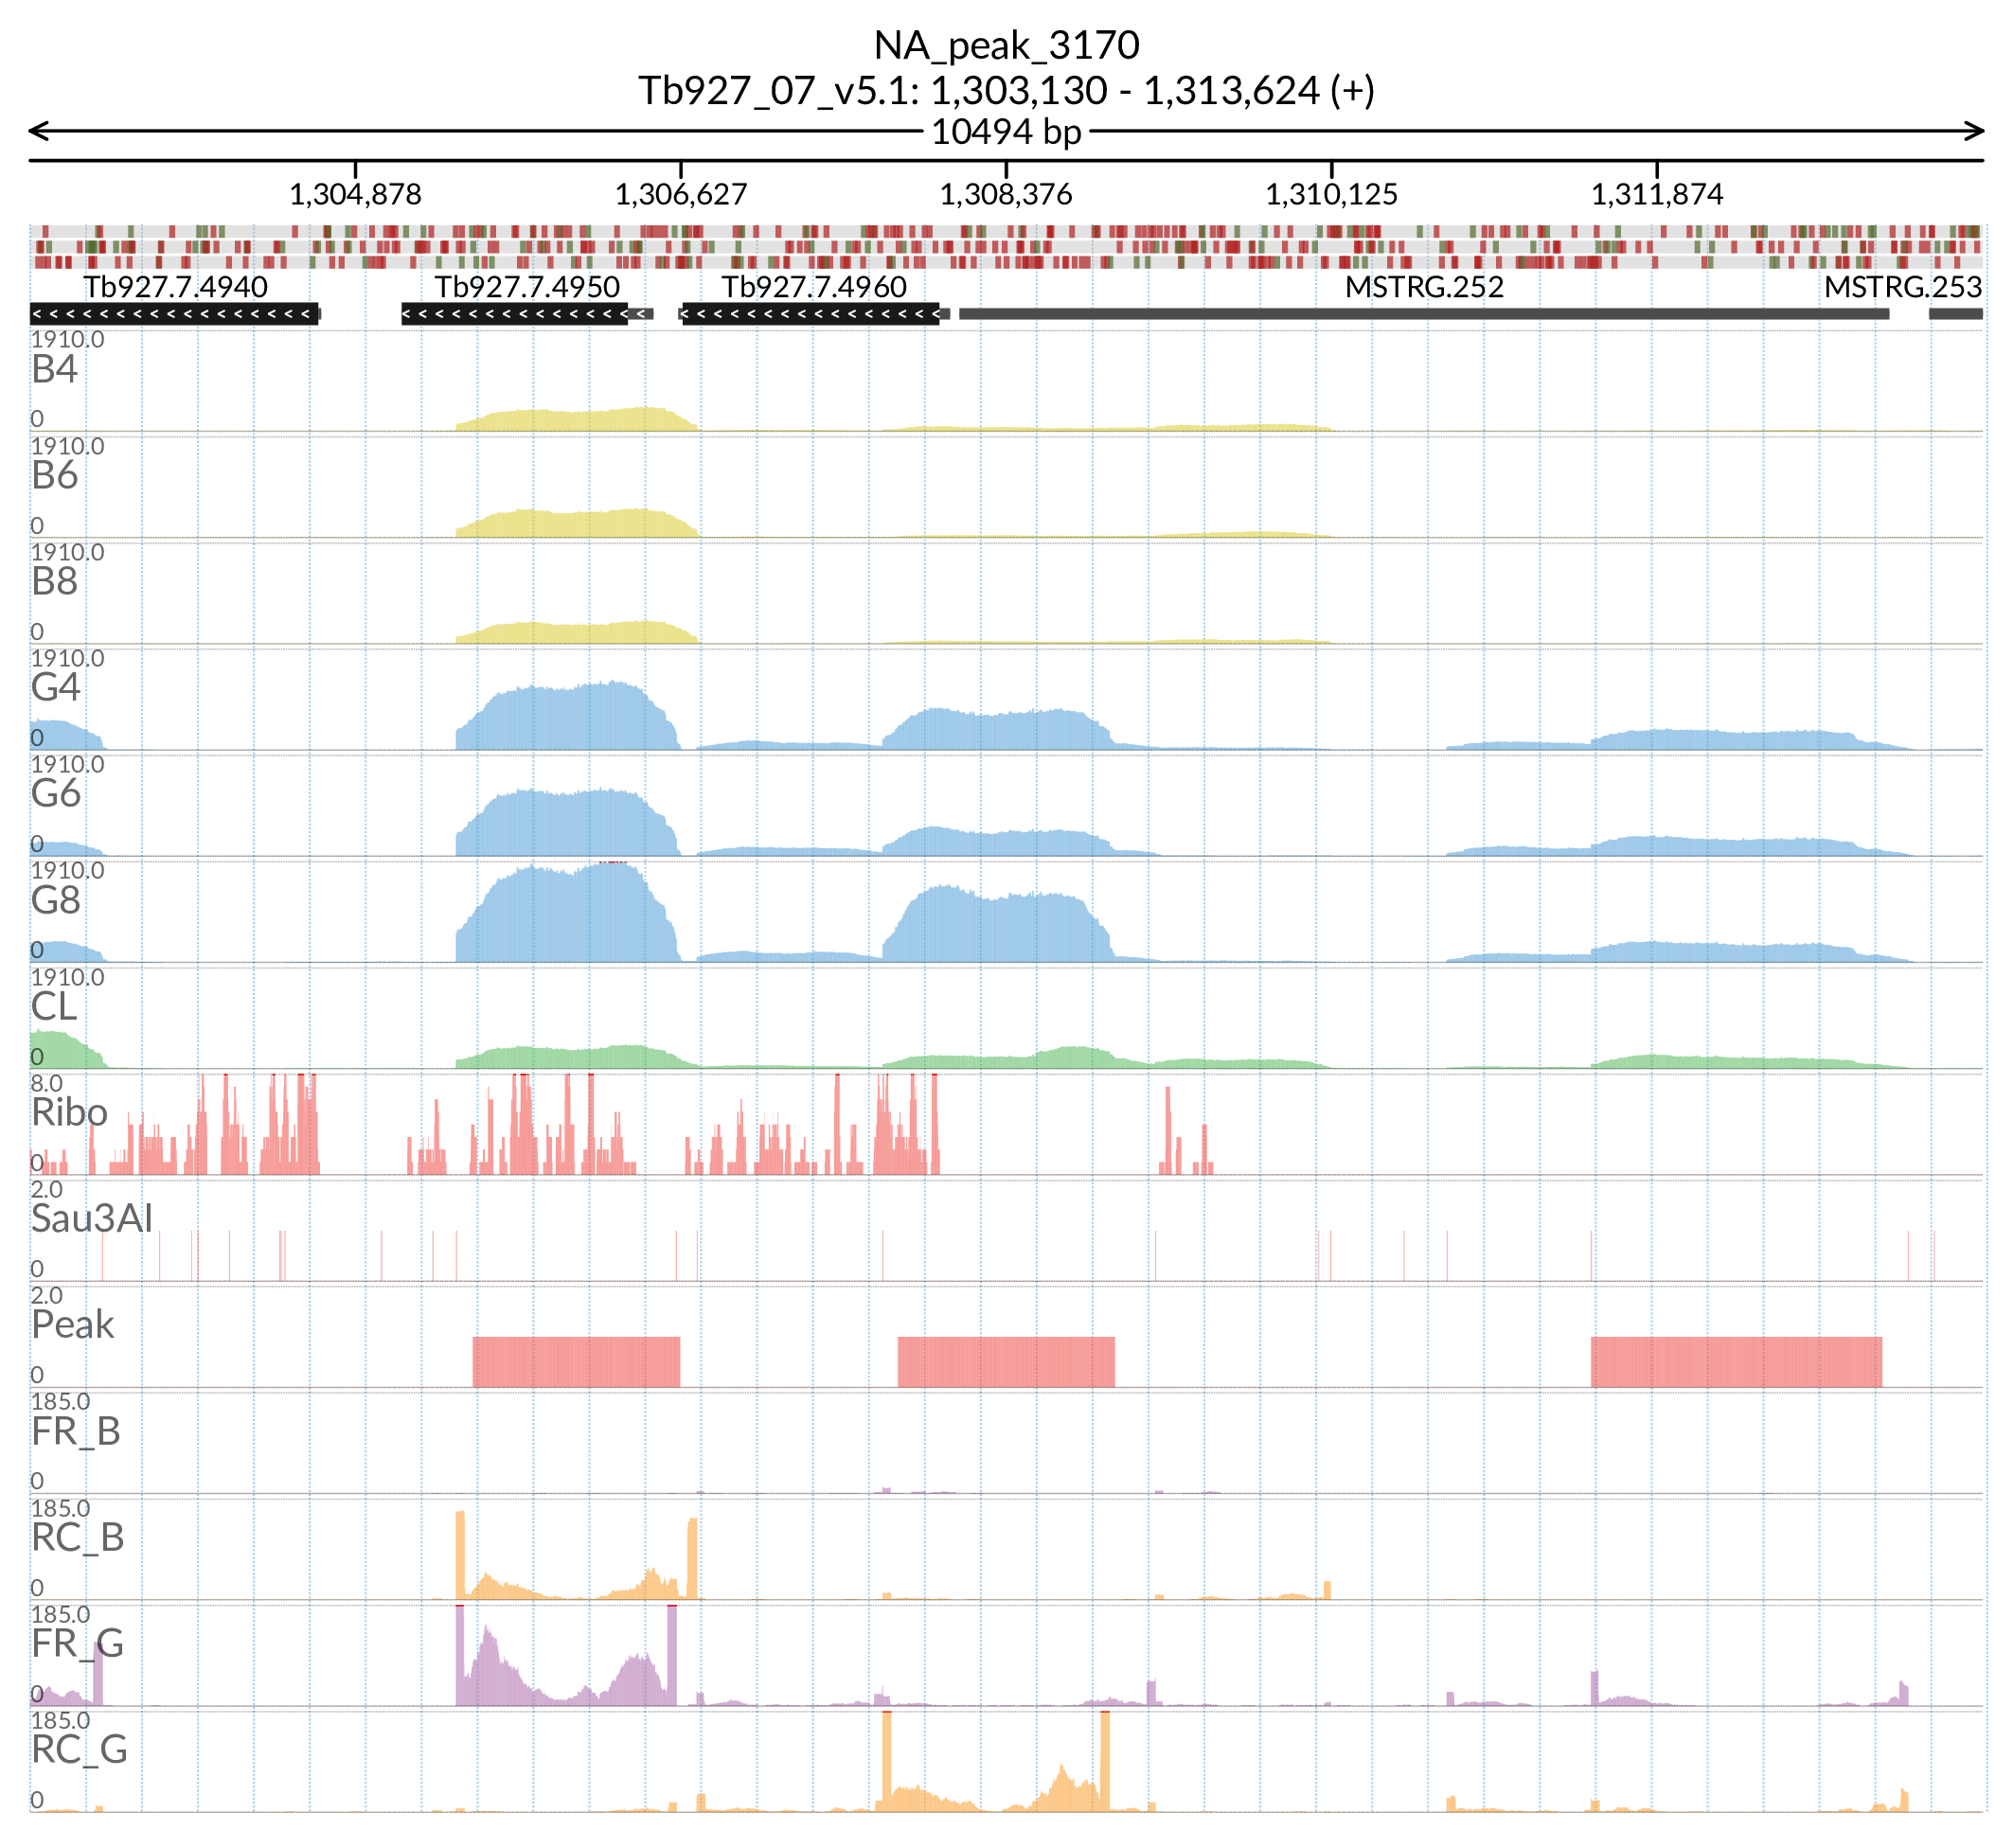 NA_peak_3170
Tb927_07_v5.1: 1,303,130 - 1,313,624 (+)
10494 bp
1,304,878 1,306,627 1,308,376 1,310,125 1,311,874
Tb927.7.4940 Tb927.7.4950 Tb927.7.4960 MSTRG.252 MSTRG.253
1910.0
B4
0
1910.0
B6
0
1910.0
B8
0
1910.0
G4
0
1910.0
G6
0
1910.0
G8
0
1910.0
CL
0
8.0
Ribo
0
2.0
Sau3AI
0
2.0
Peak
0
185.0
FR_B
0
185.0
RC_B
0
185.0
FR_G
0
185.0
RC_G
0